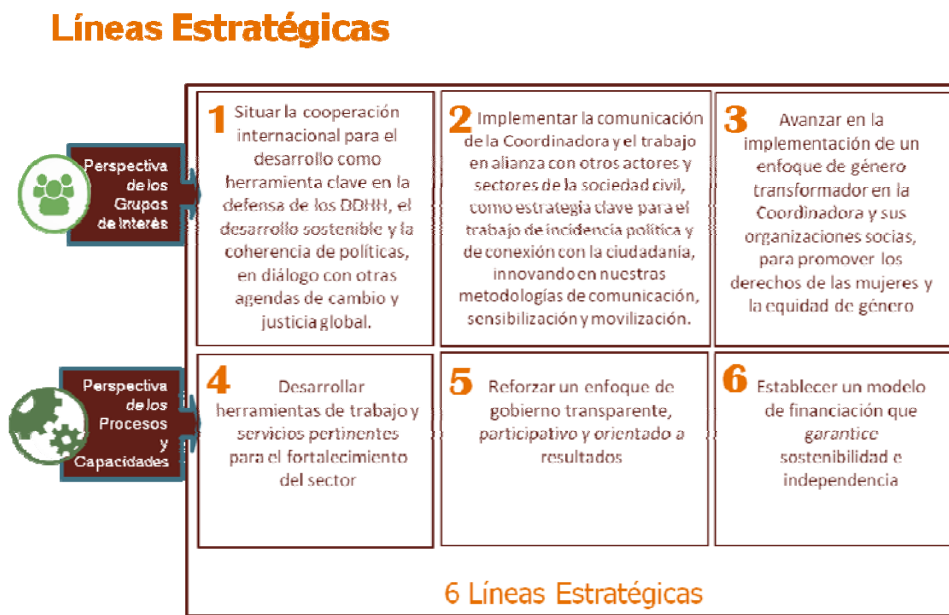 Líneas Estratégicas
Perspectiva
de los
Grupos
de Interés
1 Situar la cooperación
internacional para el
desarrollo como
herramienta clave en la
defensa de los DDHH, el
desarrollo sostenible y la
coherencia de políticas,
en diálogo con otras
agendas de cambio y
justicia global.
2 Implementar la comunicación
de la Coordinadora y el trabajo
en alianza con otros actores y
sectores de la sociedad civil,
como estrategia clave para el
trabajo de incidencia política y
de conexión con la ciudadanía,
innovando en nuestras
metodologías de comunicación,
sensibilización y movilización.
3 Avanzar en la
implementación de un
enfoque de género
transformador en la
Coordinadora y sus
organizaciones socias,
para promover los
derechos de las mujeres y
la equidad de género
Perspectiva
de los
Procesos
y
Capacidades
4 Desarrollar
herramientas de trabajo y
servicios pertinentes
para el fortalecimiento
del sector
5 Reforzar un enfoque de
gobierno transparente,
participativo y orientado a
resultados
6 Establecer un modelo
de financiación que
garantice
sostenibilidad e
independencia
6 Líneas Estratégicas